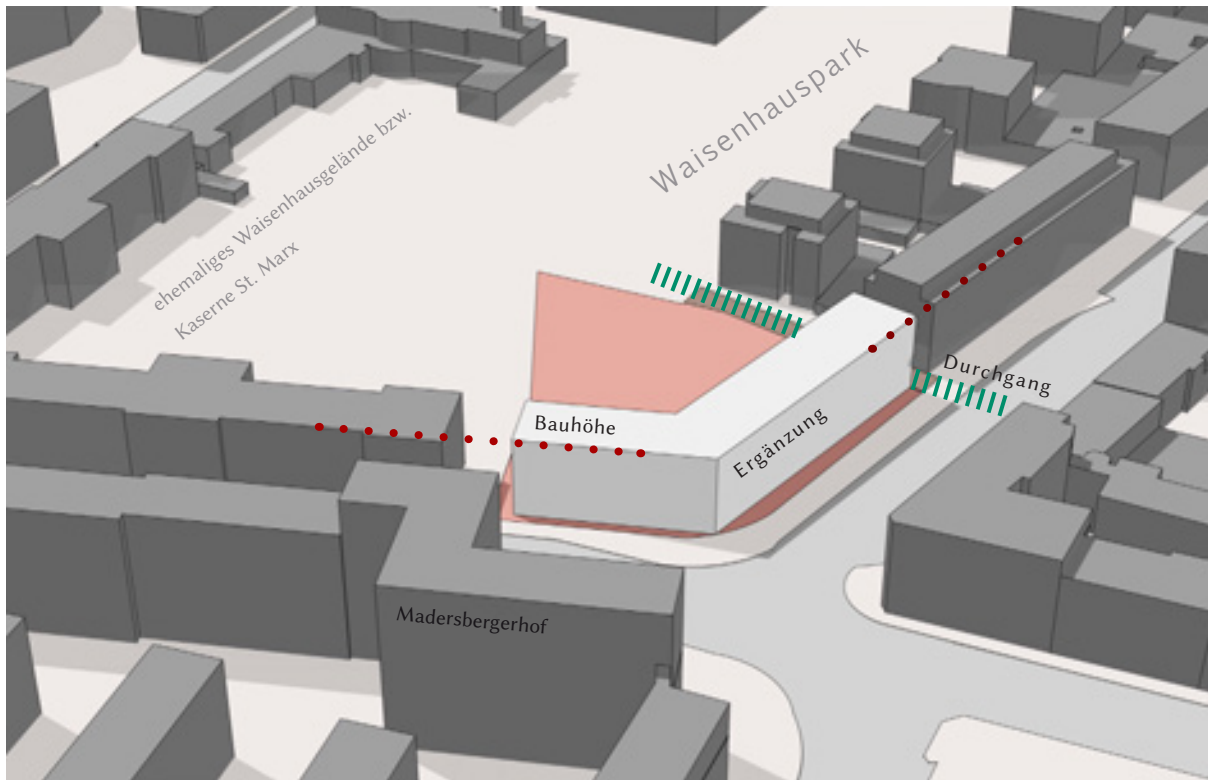 Waisenhauspark
ehemaliges Waisenhausgelände bzw.
Kaserne St. Marx
Durchgang
Bauhöhe
Ergänzung
Madersbergerhof